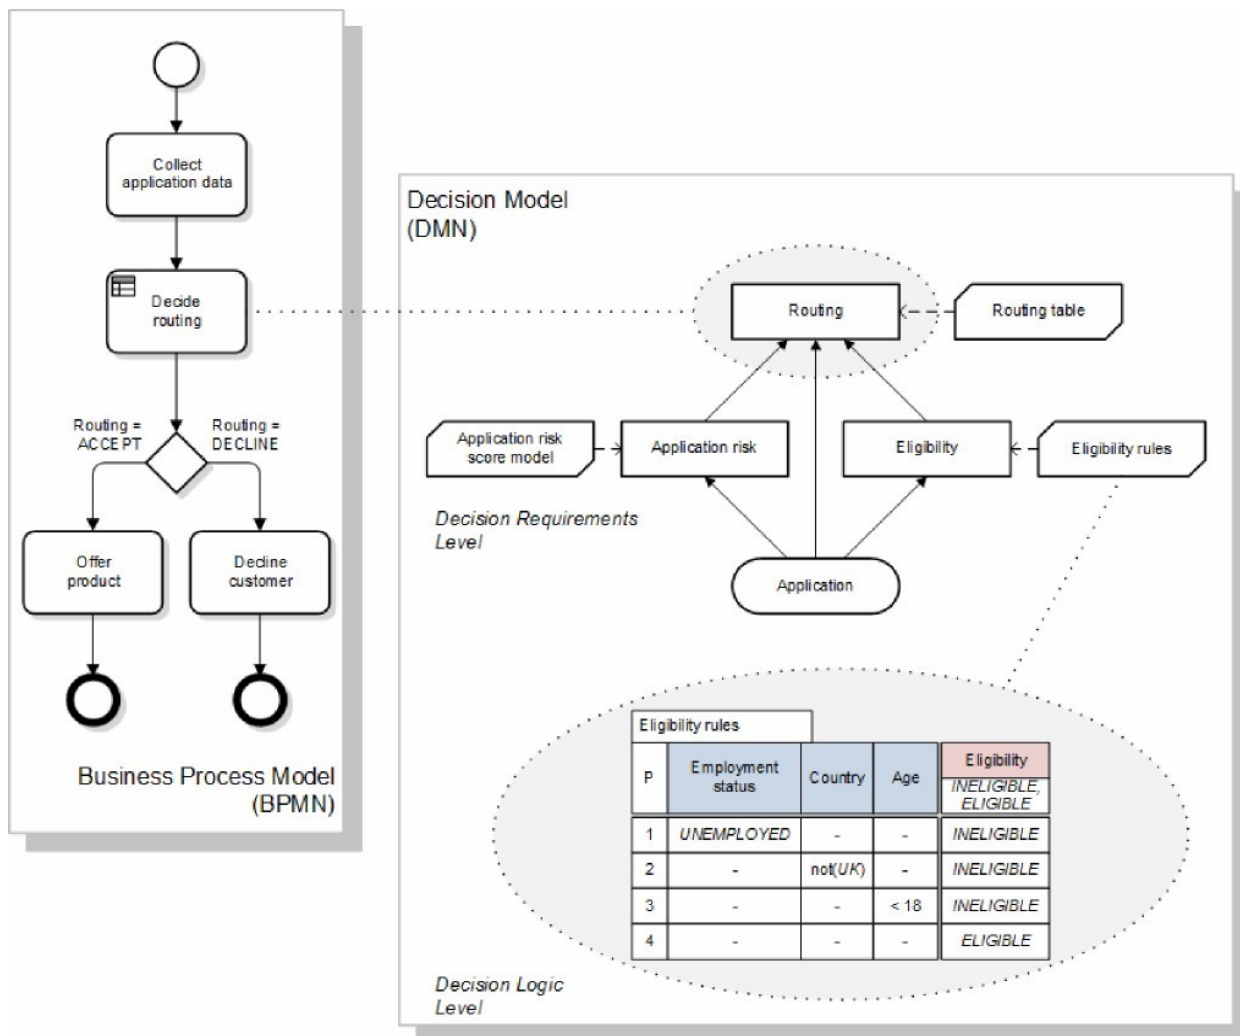 Collect
application data
Decide
routing
Routing =
ACCEPT
Routing =
DECLINE
Offer
product
Decline
customer
Business Process Model
(BPMN)
Decision Model
(DMN)
Routing
Routing table
Application risk
score model
Application risk
Eligibility
Eligibility rules
Decision Requirements
Level
Application
Eligibility rules
P
Employment
status
Country
Age
Eligibility
INELIGIBLE,
ELIGIBLE
1 UNEMPLOYED - - INELIGIBLE
2 - not(UK) - INELIGIBLE
3 - - < 18 INELIGIBLE
4 - - - ELIGIBLE
Decision Logic
Level